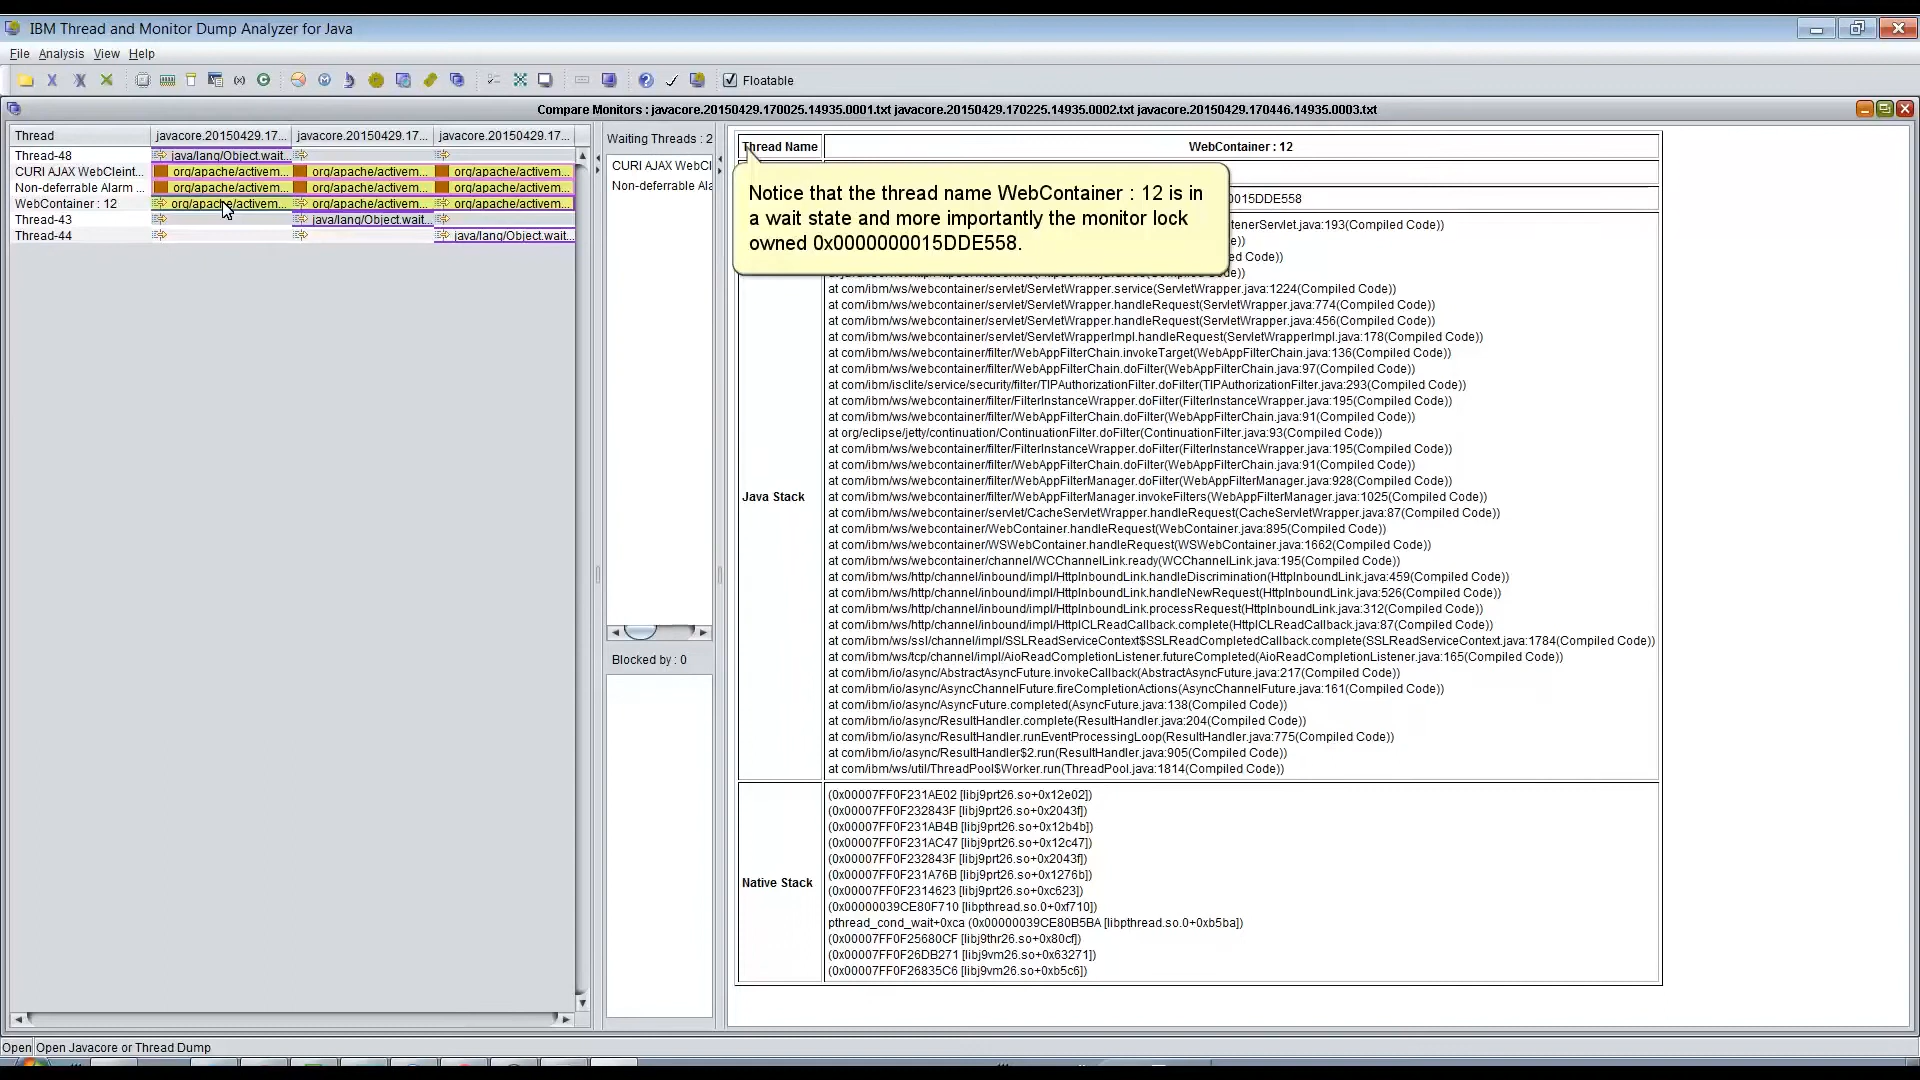 IBM Thread and Monitor Dump Analyzer for Java
File Analysis View Help
Floatable
Compare Monitors : javacore.20150429.170025.14935.0001.txt javacore.20150429.170225.14935.0002.txt javacore.20150429.170446.14935.0003.txt
Thread javacore.20150429.17... javacore.20150429.17... javacore.20150429.17...
Thread-48 java/lang/Object.wait...
CURI AJAX WebCleint... org/apache/activem... org/apache/activem... org/apache/activem...
Non-deferrable Alarm ... org/apache/activem... org/apache/activem... org/apache/activem...
WebContainer : 12 org/apache/activem... org/apache/activem... org/apache/activem...
Thread-43 java/lang/Object.wait...
Thread-44 java/lang/Object.wait...
Waiting Threads : 2
CURI AJAX WebCl
Non-deferrable Ala
Blocked by : 0
Thread Name WebContainer : 12
Notice that the thread name WebContainer : 12 is in
a wait state and more importantly the monitor lock
owned 0x0000000015DDE558.
015DDE558
tenerServlet.java:193(Compiled Code))
de))
ed Code))
de))
at com/ibm/ws/webcontainer/servlet/ServletWrapper.service(ServletWrapper.java:1224(Compiled Code))
at com/ibm/ws/webcontainer/servlet/ServletWrapper.handleRequest(ServletWrapper.java:774(Compiled Code))
at com/ibm/ws/webcontainer/servlet/ServletWrapper.handleRequest(ServletWrapper.java:456(Compiled Code))
at com/ibm/ws/webcontainer/servlet/ServletWrapperImpl.handleRequest(ServletWrapperImpl.java:178(Compiled Code))
at com/ibm/ws/webcontainer/filter/WebAppFilterChain.invokeTarget(WebAppFilterChain.java:136(Compiled Code))
at com/ibm/ws/webcontainer/filter/WebAppFilterChain.doFilter(WebAppFilterChain.java:97(Compiled Code))
at com/ibm/isclite/service/security/filter/TIPAuthorizationFilter.doFilter(TIPAuthorizationFilter.java:293(Compiled Code))
at com/ibm/ws/webcontainer/filter/FilterInstanceWrapper.doFilter(FilterInstanceWrapper.java:195(Compiled Code))
at com/ibm/ws/webcontainer/filter/WebAppFilterChain.doFilter(WebAppFilterChain.java:91(Compiled Code))
at org/eclipse/jetty/continuation/ContinuationFilter.doFilter(ContinuationFilter.java:93(Compiled Code))
at com/ibm/ws/webcontainer/filter/FilterInstanceWrapper.doFilter(FilterInstanceWrapper.java:195(Compiled Code))
at com/ibm/ws/webcontainer/filter/WebAppFilterChain.doFilter(WebAppFilterChain.java:91(Compiled Code))
at com/ibm/ws/webcontainer/filter/WebAppFilterManager.doFilter(WebAppFilterManager.java:928(Compiled Code))
Java Stack at com/ibm/ws/webcontainer/filter/WebAppFilterManager.invokeFilters(WebAppFilterManager.java:1025(Compiled Code))
at com/ibm/ws/webcontainer/servlet/CacheServletWrapper.handleRequest(CacheServletWrapper.java:87(Compiled Code))
at com/ibm/ws/webcontainer/WebContainer.handleRequest(WebContainer.java:895(Compiled Code))
at com/ibm/ws/webcontainer/WSWebContainer.handleRequest(WSWebContainer.java:1662(Compiled Code))
at com/ibm/ws/webcontainer/channel/WCChannelLink.ready(WCChannelLink.java:195(Compiled Code))
at com/ibm/ws/http/channel/inbound/impl/HttpInboundLink.handleDiscrimination(HttpInboundLink.java:459(Compiled Code))
at com/ibm/ws/http/channel/inbound/impl/HttpInboundLink.handleNewRequest(HttpInboundLink.java:526(Compiled Code))
at com/ibm/ws/http/channel/inbound/impl/HttpInboundLink.processRequest(HttpInboundLink.java:312(Compiled Code))
at com/ibm/ws/http/channel/inbound/impl/HttpICLReadCallback.complete(HttpICLReadCallback.java:87(Compiled Code))
at com/ibm/ws/ssl/channel/impl/SSLReadServiceContext$SSLReadCompletedCallback.complete(SSLReadServiceContext.java:1784(Compiled Code))
at com/ibm/ws/tcp/channel/impl/AioReadCompletionListener.futureCompleted(AioReadCompletionListener.java:165(Compiled Code))
at com/ibm/io/async/AbstractAsyncFuture.invokeCallback(AbstractAsyncFuture.java:217(Compiled Code))
at com/ibm/io/async/AsyncChannelFuture.fireCompletionActions(AsyncChannelFuture.java:161(Compiled Code))
at com/ibm/io/async/AsyncFuture.completed(AsyncFuture.java:138(Compiled Code))
at com/ibm/io/async/ResultHandler.complete(ResultHandler.java:204(Compiled Code))
at com/ibm/io/async/ResultHandler.runEventProcessingLoop(ResultHandler.java:775(Compiled Code))
at com/ibm/io/async/ResultHandler$2.run(ResultHandler.java:905(Compiled Code))
at com/ibm/ws/util/ThreadPool$Worker.run(ThreadPool.java:1814(Compiled Code))
(0x00007FF0F231AE02 [libj9prt26.so+0x12e02])
(0x00007FF0F232843F [libj9prt26.so+0x2043f])
(0x00007FF0F231AB4B [libj9prt26.so+0x12b4b])
(0x00007FF0F231AC47 [libj9prt26.so+0x12c47])
(0x00007FF0F232843F [libj9prt26.so+0x2043f])
(0x00007FF0F231A76B [libj9prt26.so+0x1276b])
Native Stack (0x00007FF0F2314623 [libj9prt26.so+0xc623])
(0x00000039CE80F710 [libpthread.so.0+0xf710])
pthread_cond_wait+0xca (0x00000039CE80B5BA [libpthread.so.0+0xb5ba])
(0x00007FF0F25680CF [libj9thr26.so+0x80cf])
(0x00007FF0F26DB271 [libj9vm26.so+0x63271])
(0x00007FF0F26835C6 [libj9vm26.so+0xb5c6])
Open Open Javacore or Thread Dump